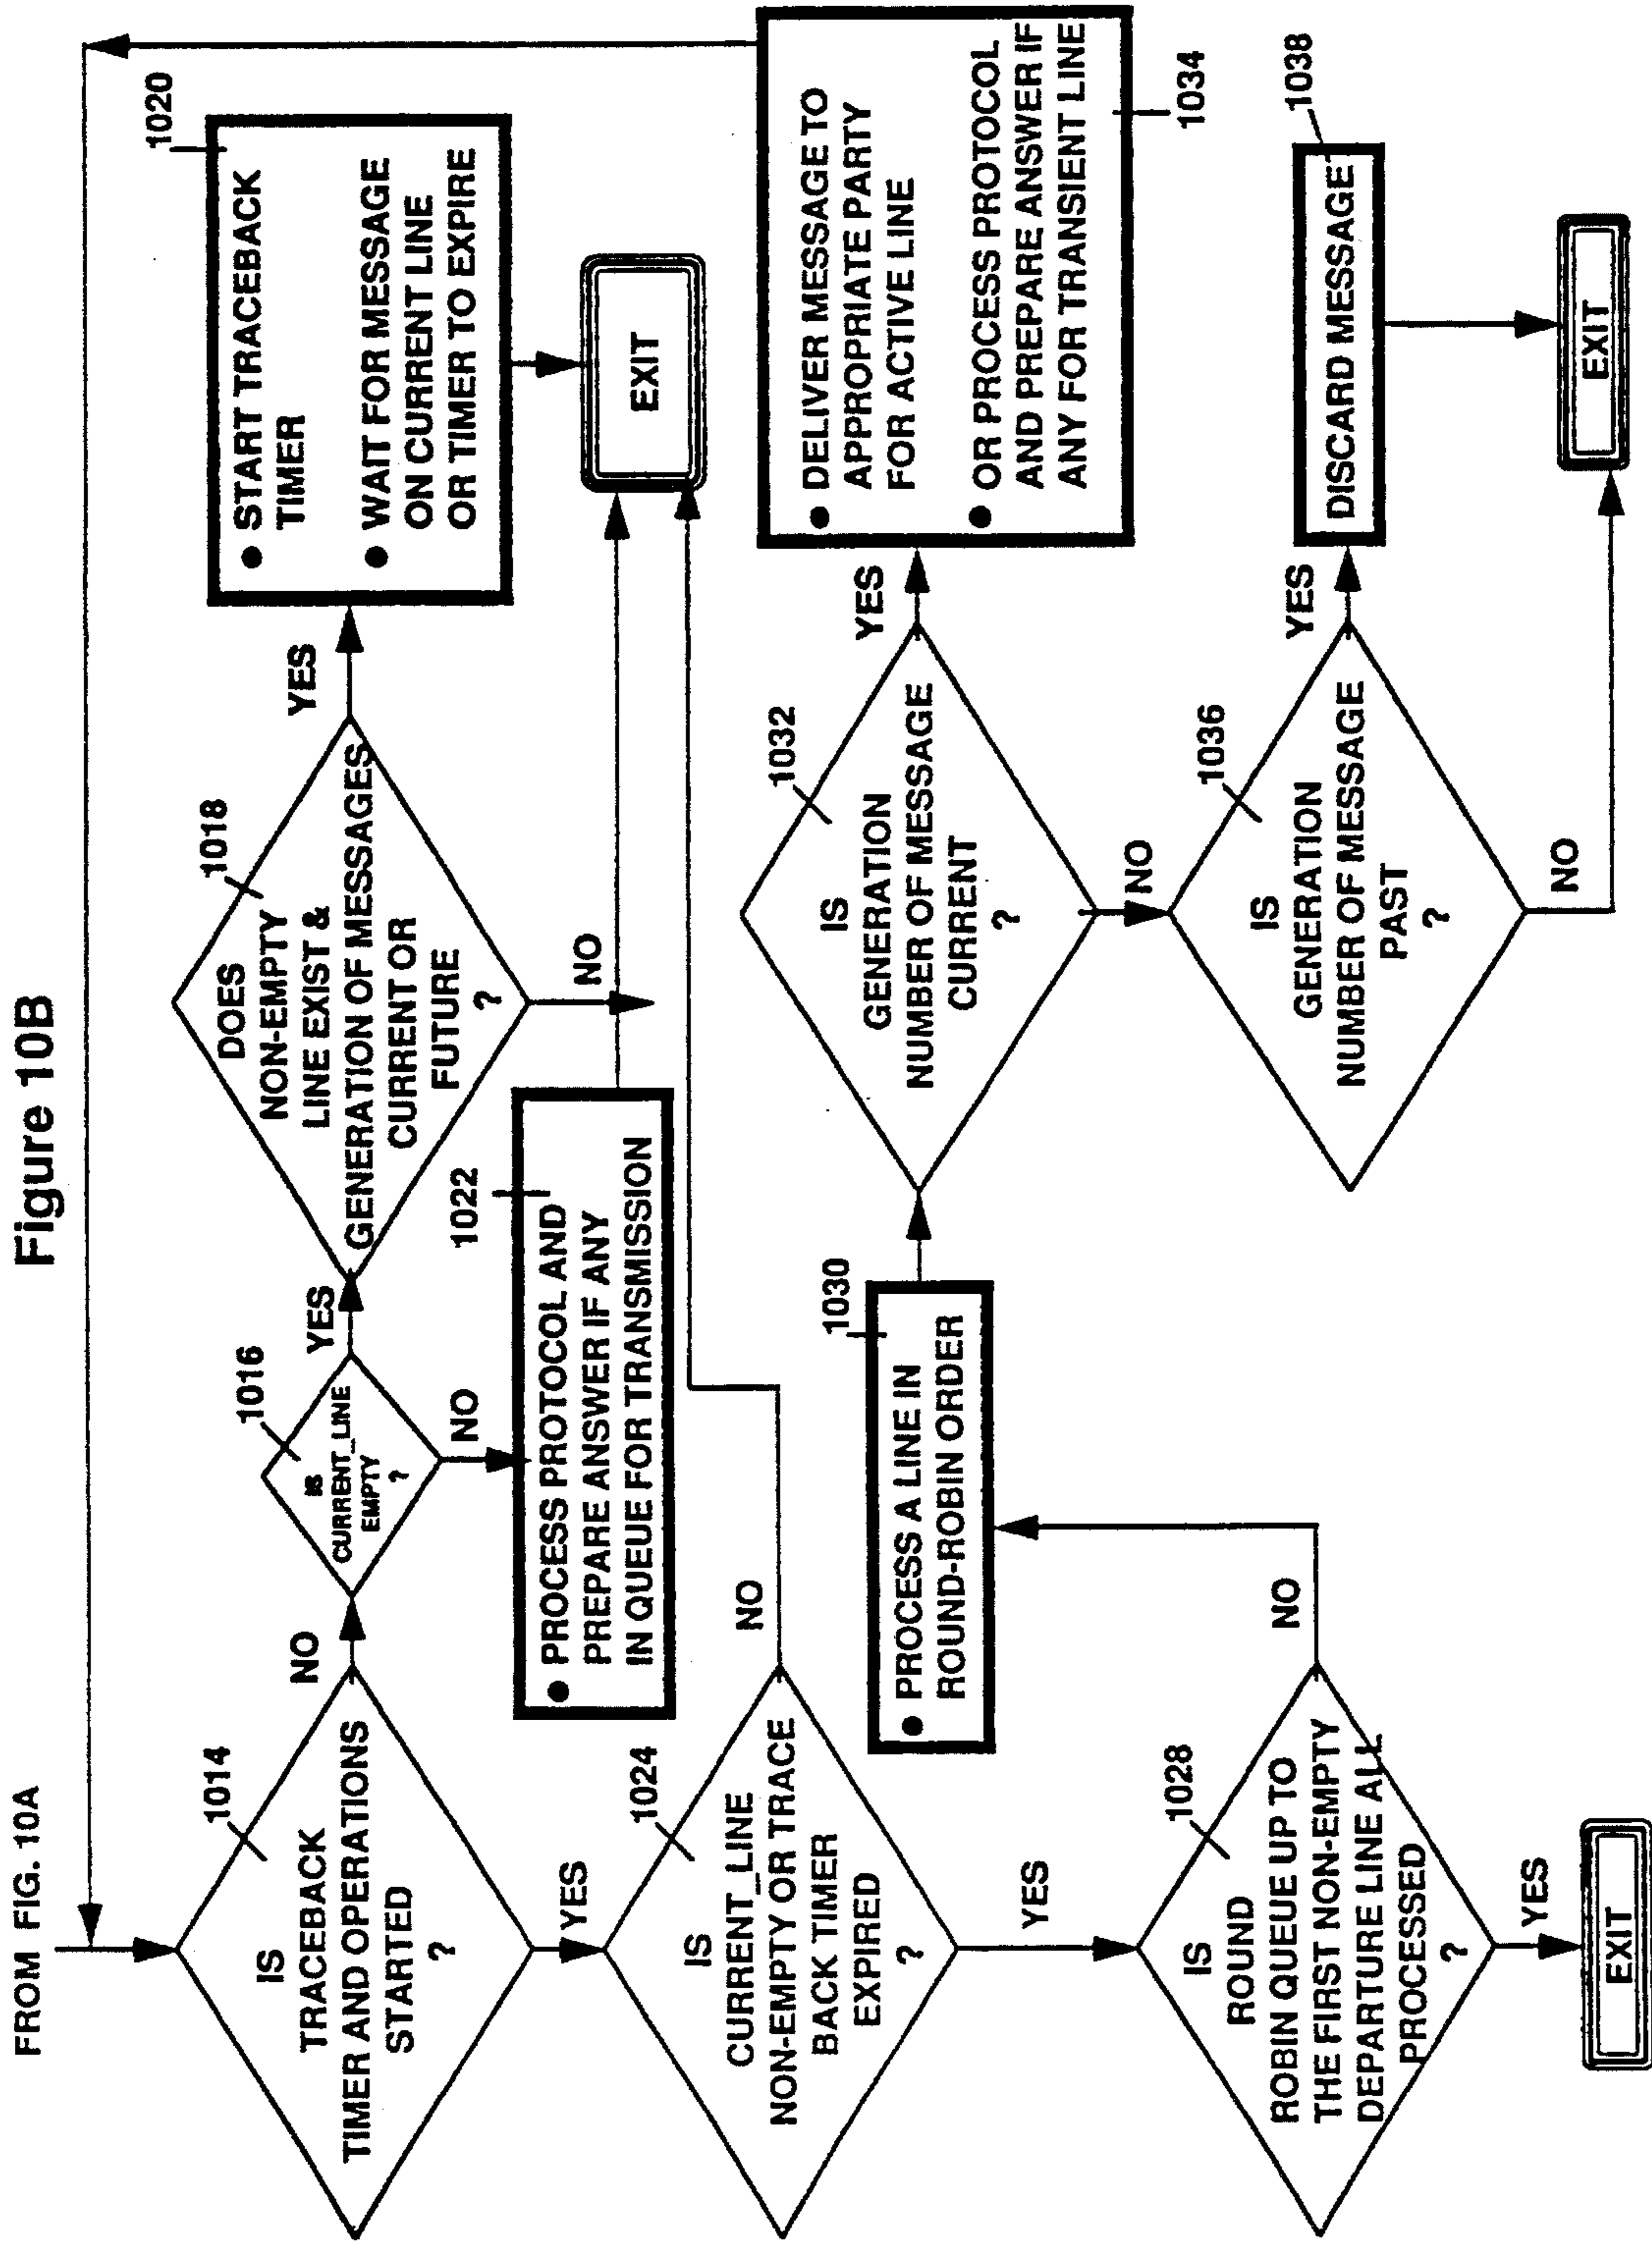 Figure 10B
FROM FIG. 10A
1014
IS
TRACEBACK
TIMER AND OPERATIONS
STARTED
?
NO
YES
1016
IS
CURRENT_LINE
EMPTY
?
YES
NO
1018
DOES
NON-EMPTY
LINE EXIST &
GENERATION OF MESSAGES
CURRENT OR
FUTURE
?
YES
NO
1020
• START TRACEBACK
TIMER
• WAIT FOR MESSAGE
ON CURRENT LINE
OR TIMER TO EXPIRE
EXIT
1022
• PROCESS PROTOCOL AND
PREPARE ANSWER IF ANY
IN QUEUE FOR TRANSMISSION
1024
IS
CURRENT_LINE
NON-EMPTY OR TRACE
BACK TIMER
EXPIRED
?
NO
YES
1028
IS
ROUND
ROBIN QUEUE UP TO
THE FIRST NON-EMPTY
DEPARTURE LINE ALL
PROCESSED
?
NO
YES
EXIT
1030
• PROCESS A LINE IN
ROUND-ROBIN ORDER
1032
IS
GENERATION
NUMBER OF MESSAGE
CURRENT
?
YES
NO
1034
• DELIVER MESSAGE TO
APPROPRIATE PARTY
FOR ACTIVE LINE
• OR PROCESS PROTOCOL
AND PREPARE ANSWER IF
ANY FOR TRANSIENT LINE
1036
IS
GENERATION
NUMBER OF MESSAGE
PAST
?
YES
NO
1038
DISCARD MESSAGE
EXIT